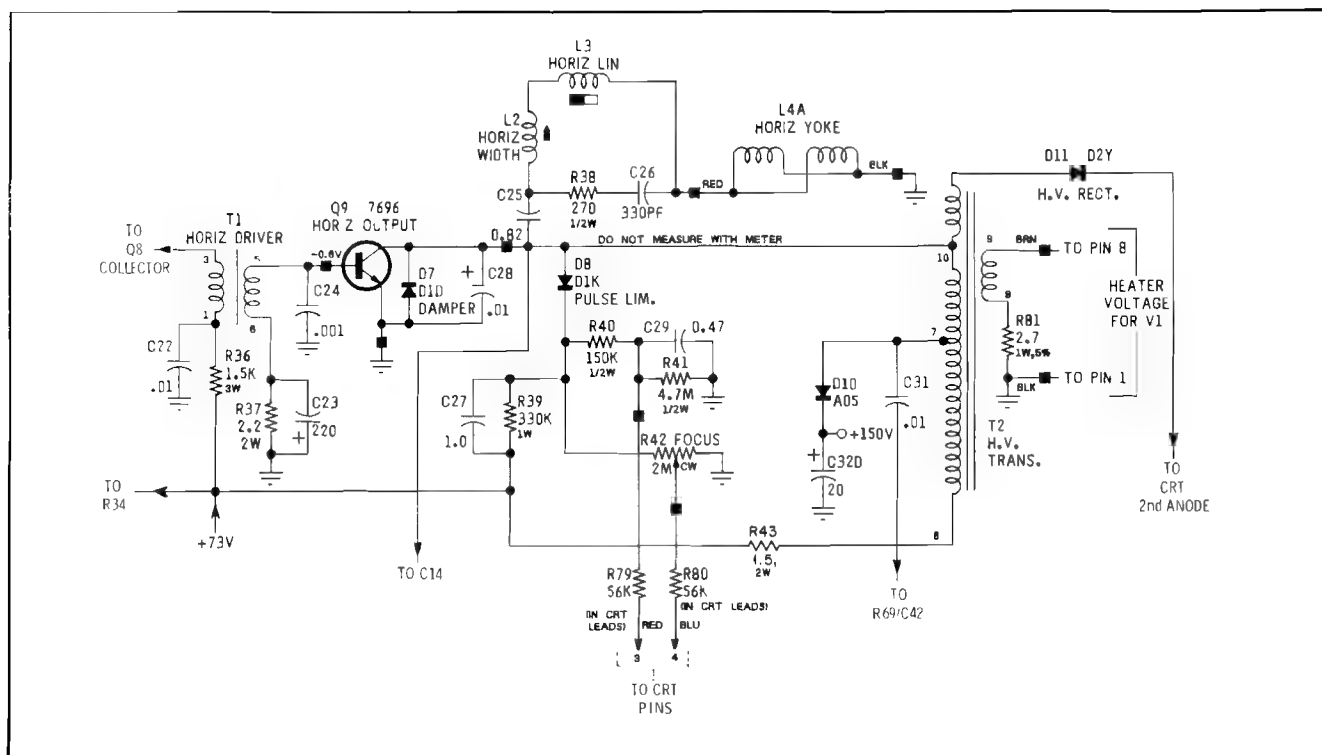 L3
HORIZ LIN
L2
HORIZ
WIDTH
L4A
HORIZ YOKE
BLK
RED
D11 D2Y
H.V. RECT.
C25
0.82
R38
270
1/2W
C26
330PF
Q9 7696
HORIZ OUTPUT
T1
HORIZ DRIVER
TO
Q8
COLLECTOR
3
1
5
6
-0.6V
C24
.001
D7
D1D
DAMPER
C28
+
.01
DO NOT MEASURE WITH METER
D8
D1K
PULSE LIM.
10
9
BRN
TO PIN 8
HEATER
VOLTAGE
FOR V1
8
R81
2.7
1W,5%
BLK
TO PIN 1
C22
.01
R36
1.5K
3W
R37
2.2
2W
C23
220
+
R40
150K
1/2W
C29
0.47
R41
4.7M
1/2W
C27
1.0
R39
330K
1W
R42 FOCUS
2M
CW
7
D10
A05
+150V
C31
.01
+
C32D
20
T2
H.V.
TRANS.
TO
CRT
2nd ANODE
TO
R34
+73V
TO C14
R43
2W
6
TO
R69/C42
R79
56K
(IN CRT
LEADS)
RED
R80
56K
(IN CRT LEADS)
BLU
3
4
TO CRT
PINS